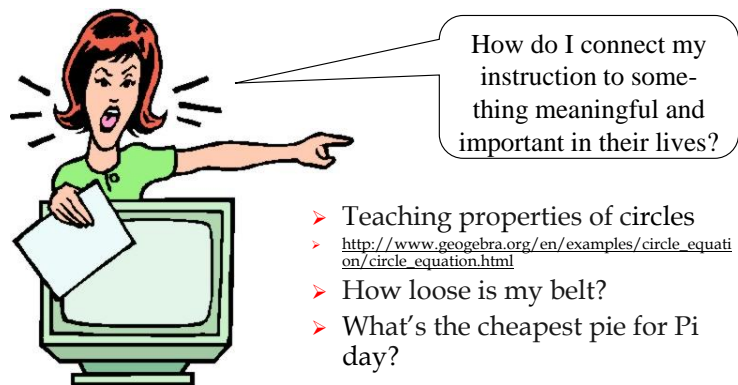 How do I connect my
instruction to some-
thing meaningful and
important in their lives?
➢ Teaching properties of circles
➢ http://www.geogebra.org/en/examples/circle_equati
on/circle_equation.html
➢ How loose is my belt?
➢ What's the cheapest pie for Pi
day?